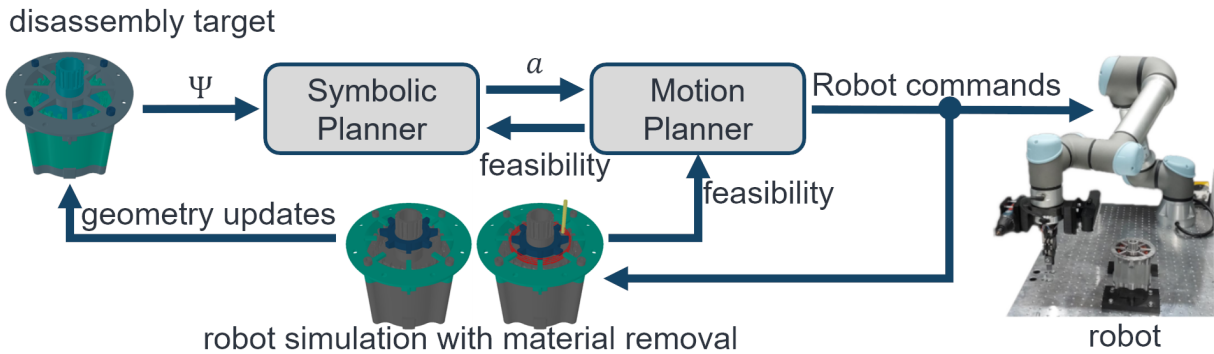 disassembly target
Ψ
Symbolic
Planner
a
feasibility
Motion
Planner
Robot commands
feasibility
geometry updates
robot simulation with material removal
robot